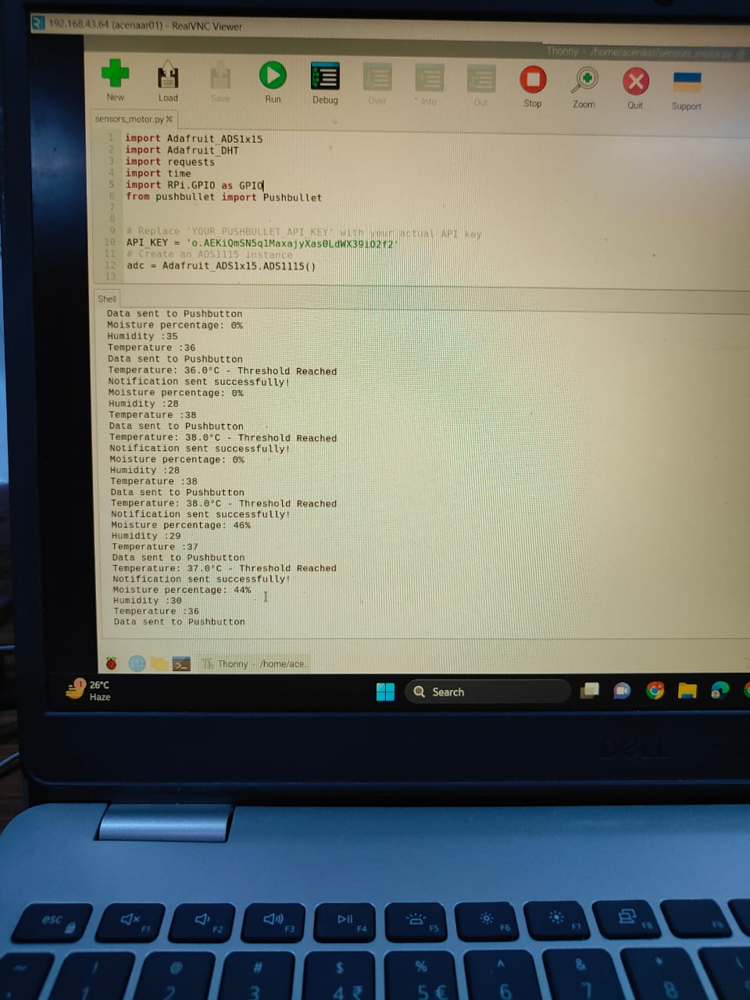 192.168.43.64 (acenaar01) - RealVNC Viewer
Thonny - /home/acenaar/sensors_motor.py
New Load Save Run Debug Over Into Out Stop Zoom Quit Support
sensors_motor.py
1 import Adafruit_ADS1x15
2 import Adafruit_DHT
3 import requests
4 import time
5 import RPi.GPIO as GPIO
6 from pushbullet import Pushbullet
7
8
9 # Replace 'YOUR_PUSHBULLET_API_KEY' with your actual API key
10 API_KEY = 'o.AEKiQmSN5q1MaxajyXas0LdWX39i02f2'
11 # Create an ADS1115 instance
12 adc = Adafruit_ADS1x15.ADS1115()
13
Shell
Data sent to Pushbutton
Moisture percentage: 0%
Humidity :35
Temperature :36
Data sent to Pushbutton
Temperature: 36.0°C - Threshold Reached
Notification sent successfully!
Moisture percentage: 0%
Humidity :28
Temperature :38
Data sent to Pushbutton
Temperature: 38.0°C - Threshold Reached
Notification sent successfully!
Moisture percentage: 0%
Humidity :28
Temperature :38
Data sent to Pushbutton
Temperature: 38.0°C - Threshold Reached
Notification sent successfully!
Moisture percentage: 46%
Humidity :29
Temperature :37
Data sent to Pushbutton
Temperature: 37.0°C - Threshold Reached
Notification sent successfully!
Moisture percentage: 44%
Humidity :30
Temperature :36
Data sent to Pushbutton
Thonny - /home/ace...
1 26°C
Haze
Search
DELL
esc F1 F2 F3 F4 F5 F6 F7 F8 F9
~ ! @ # $ % ^ & *
1 2 3 4 ₹ 5 € 6 7 8